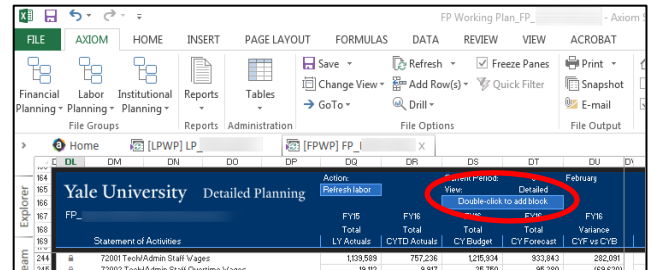 FP Working Plan_FP_ - Axiom S
FILE AXIOM HOME INSERT PAGE LAYOUT FORMULAS DATA REVIEW VIEW ACROBAT
Financial Planning
Labor Planning
Institutional Planning
Reports
Tables
Save
Change View
GoTo
Refresh
Add Row(s)
Drill
Freeze Panes
Quick Filter
Print
Snapshot
E-mail
File Groups Reports Administration File Options File Output
Home [LPWP] LP_ [FPWP] FP_ X
DL DM DN DO DP DQ DR DS DT DU
164 Action: Current Period: February
165 Yale University Detailed Planning Refresh labor View: Detailed
166 Double-click to add block
167 FP_ FY15 FY16 FY16 FY16 FY16
168 Total Total Total Total Variance
169 Statement of Activities LY Actuals CYTD Actuals CY Budget CY Forecast CYF vs CYB
244 72001 Tech/Admin Staff Wages 1,139,589 757,236 1,215,934 933,843 282,091
245
Explorer